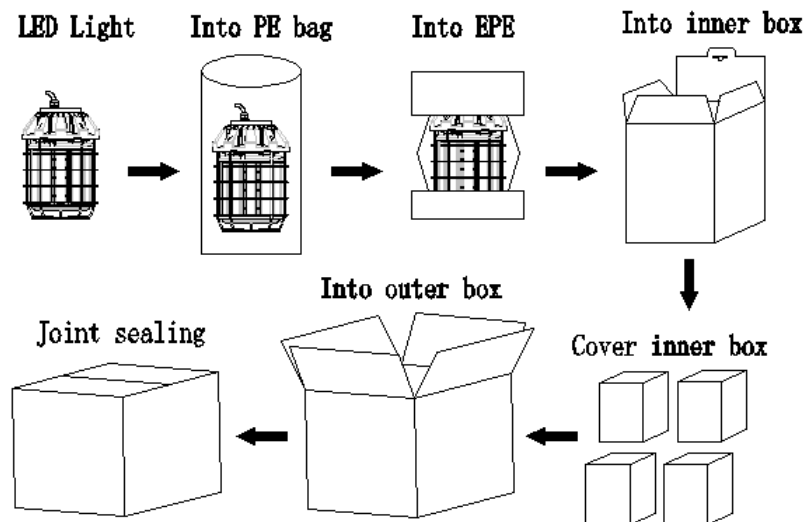 LED Light
Into PE bag
Into EPE
Into inner box
Cover inner box
Into outer box
Joint sealing